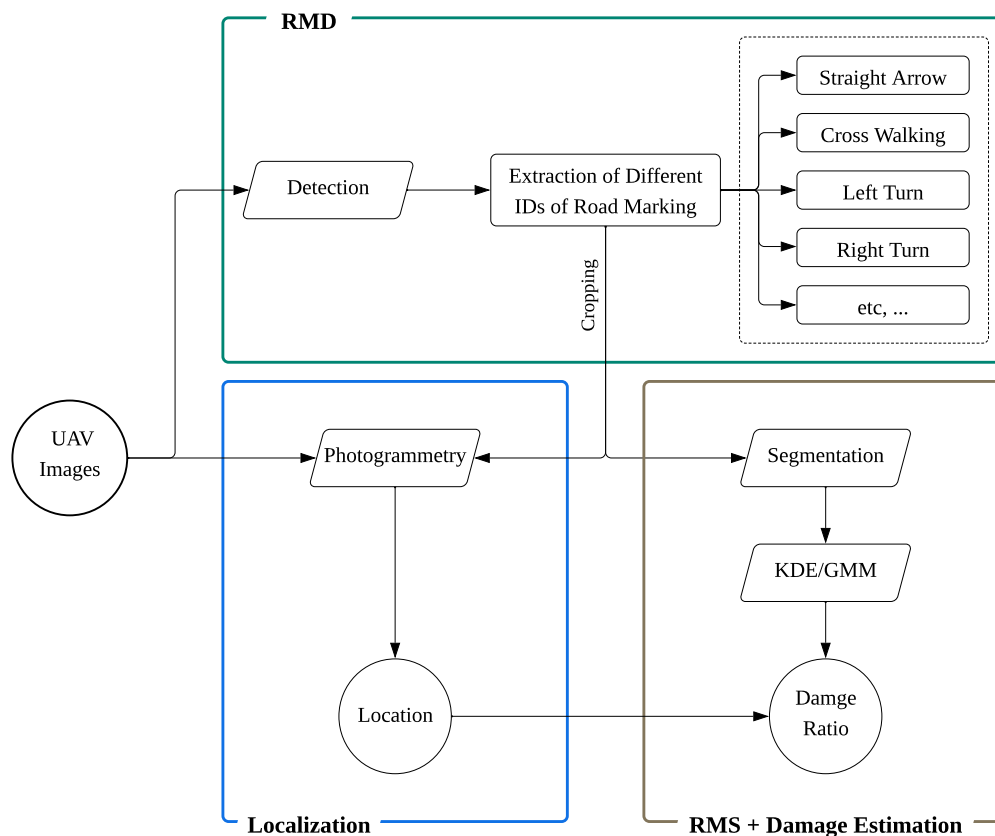 RMD
Straight Arrow
Cross Walking
Detection
Extraction of Different
IDs of Road Marking
Left Turn
Right Turn
Cropping
etc, ...
UAV
Images
Photogrammetry
Segmentation
KDE/GMM
Location
Damge
Ratio
Localization
RMS + Damage Estimation